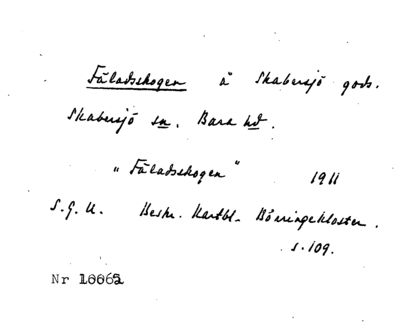 Fäladsskogen å Skabersjö gods.
Skabersjö sn. Bara hd.
"Fäladsskogen" 1911
S.G.U. Beskr. Kartbl. Börringekloster.
s. 109.
Nr 10062